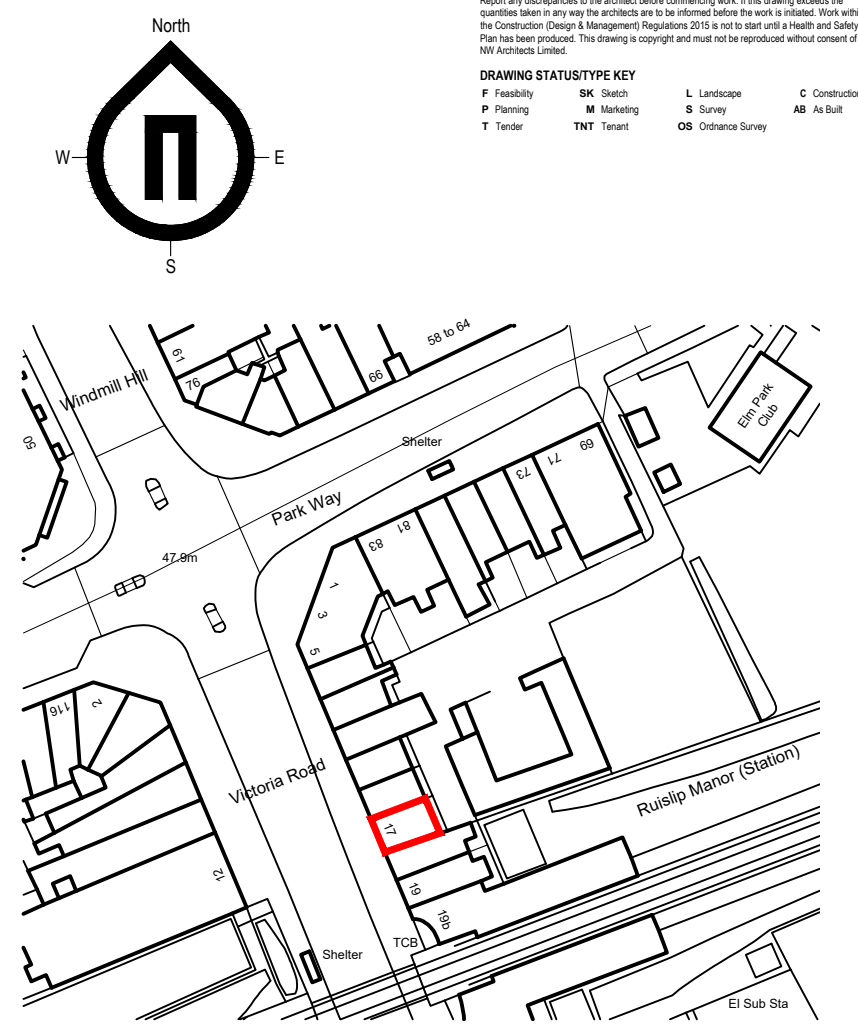 Report any discrepancies to the architect before commencing work. If this drawing exceeds the
quantities taken in any way the architects are to be informed before the work is initiated. Work withi
the Construction (Design & Management) Regulations 2015 is not to start until a Health and Safety
Plan has been produced. This drawing is copyright and must not be reproduced without consent of
NW Architects Limited.
DRAWING STATUS/TYPE KEY
F Feasibility SK Sketch L Landscape C Construction
P Planning M Marketing S Survey AB As Built
T Tender TNT Tenant OS Ordnance Survey
North
W E
S
58 to 64
61
76
66
Windmill Hill
Elm Park
Club
50
Shelter
69
71
73
Park Way
81
83
47.9m
1
3
5
116
2
Victoria Road
Ruislip Manor (Station)
17
12
19
19b
TCB
Shelter
El Sub Sta